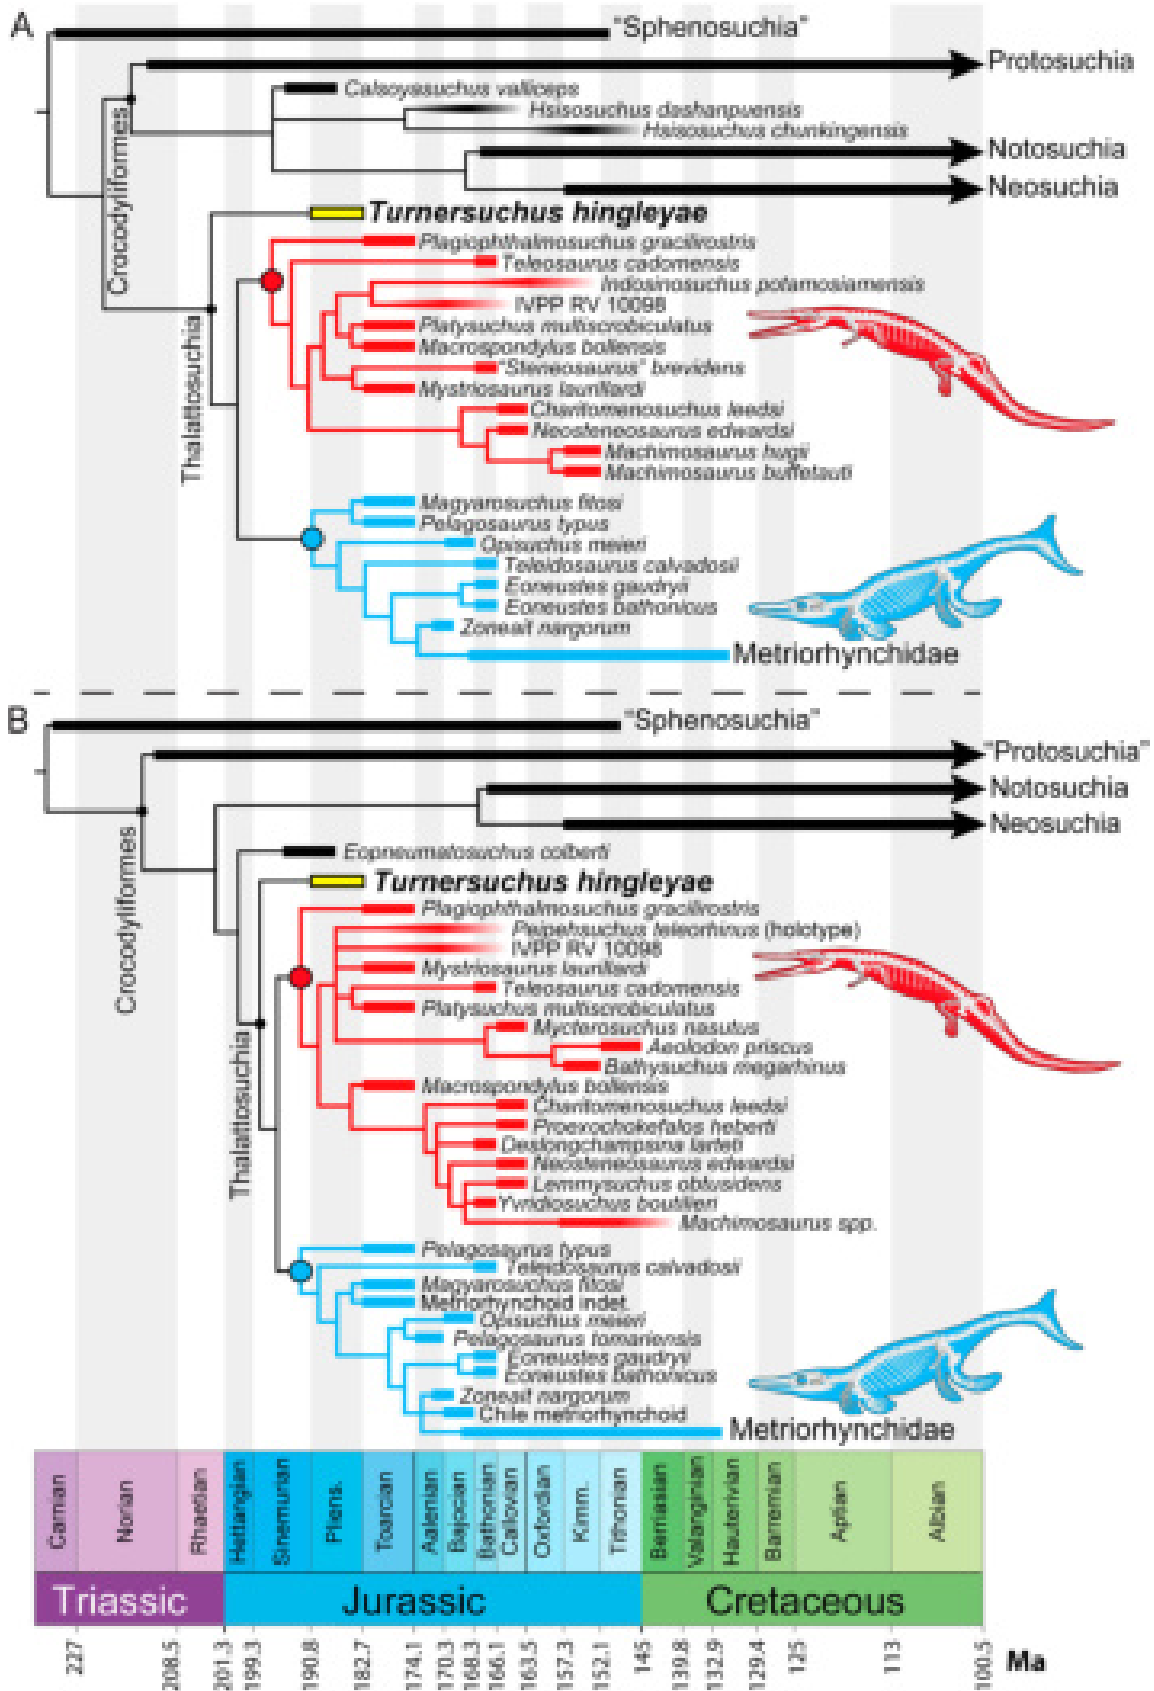 A
"Sphenosuchia"
Protosuchia
Calsoyasuchus valliceps
Hsisosuchus dashanpuensis
Hsisosuchus chunkingensis
Notosuchia
Neosuchia
Crocodyliformes
Turnersuchus hingleyae
Plagiophthalmosuchus gracilirostris
Teleosaurus cadomensis
Indosinosuchus potamosiamensis
IVPP RV 10098
Platysuchus multiscrobiculatus
Macrospondylus bollensis
"Steneosaurus" brevidens
Mystriosaurus laurillardi
Thalattosuchia
Charitomenosuchus leedsi
Neosteneosaurus edwardsi
Machimosaurus hugii
Machimosaurus buffetauti
Magyarosuchus fitosi
Pelagosaurus typus
Opisuchus meieri
Teleidosaurus calvadosii
Eoneustes gaudryi
Eoneustes bathonicus
Zoneait nargorum
Metriorhynchidae
B
"Sphenosuchia"
"Protosuchia"
Notosuchia
Neosuchia
Crocodyliformes
Eopneumatosuchus colberti
Turnersuchus hingleyae
Plagiophthalmosuchus gracilirostris
Peipehsuchus teleorhinus (holotype)
IVPP RV 10098
Mystriosaurus laurillardi
Teleosaurus cadomensis
Platysuchus multiscrobiculatus
Mycterosuchus nasutus
Aeolodon priscus
Bathysuchus megarhinus
Thalattosuchia
Macrospondylus bollensis
Charitomenosuchus leedsi
Proexochokefalos heberti
Deslongchampsina larteti
Neosteneosaurus edwardsi
Lemmysuchus obtusidens
Yvridiosuchus boutilieri
Machimosaurus spp.
Pelagosaurus typus
Teleidosaurus calvadosii
Magyarosuchus fitosi
Metriorhynchoid indet.
Opisuchus meieri
Pelagosaurus tomarensis
Eoneustes gaudryi
Eoneustes bathonicus
Zoneait nargorum
Chile metriorhynchoid
Metriorhynchidae
Carnian Norian Rhaetian Hettangian Sinemurian Pliens. Toarcian Aalenian Bajocian Bathonian Callovian Oxfordian Kimm. Tithonian Berriasian Valanginian Hauterivian Barremian Aptian Albian
Triassic Jurassic Cretaceous
227 208.5 201.3 199.3 190.8 182.7 174.1 170.3 168.3 166.1 163.5 157.3 152.1 145 139.8 132.9 129.4 125 113 100.5 Ma